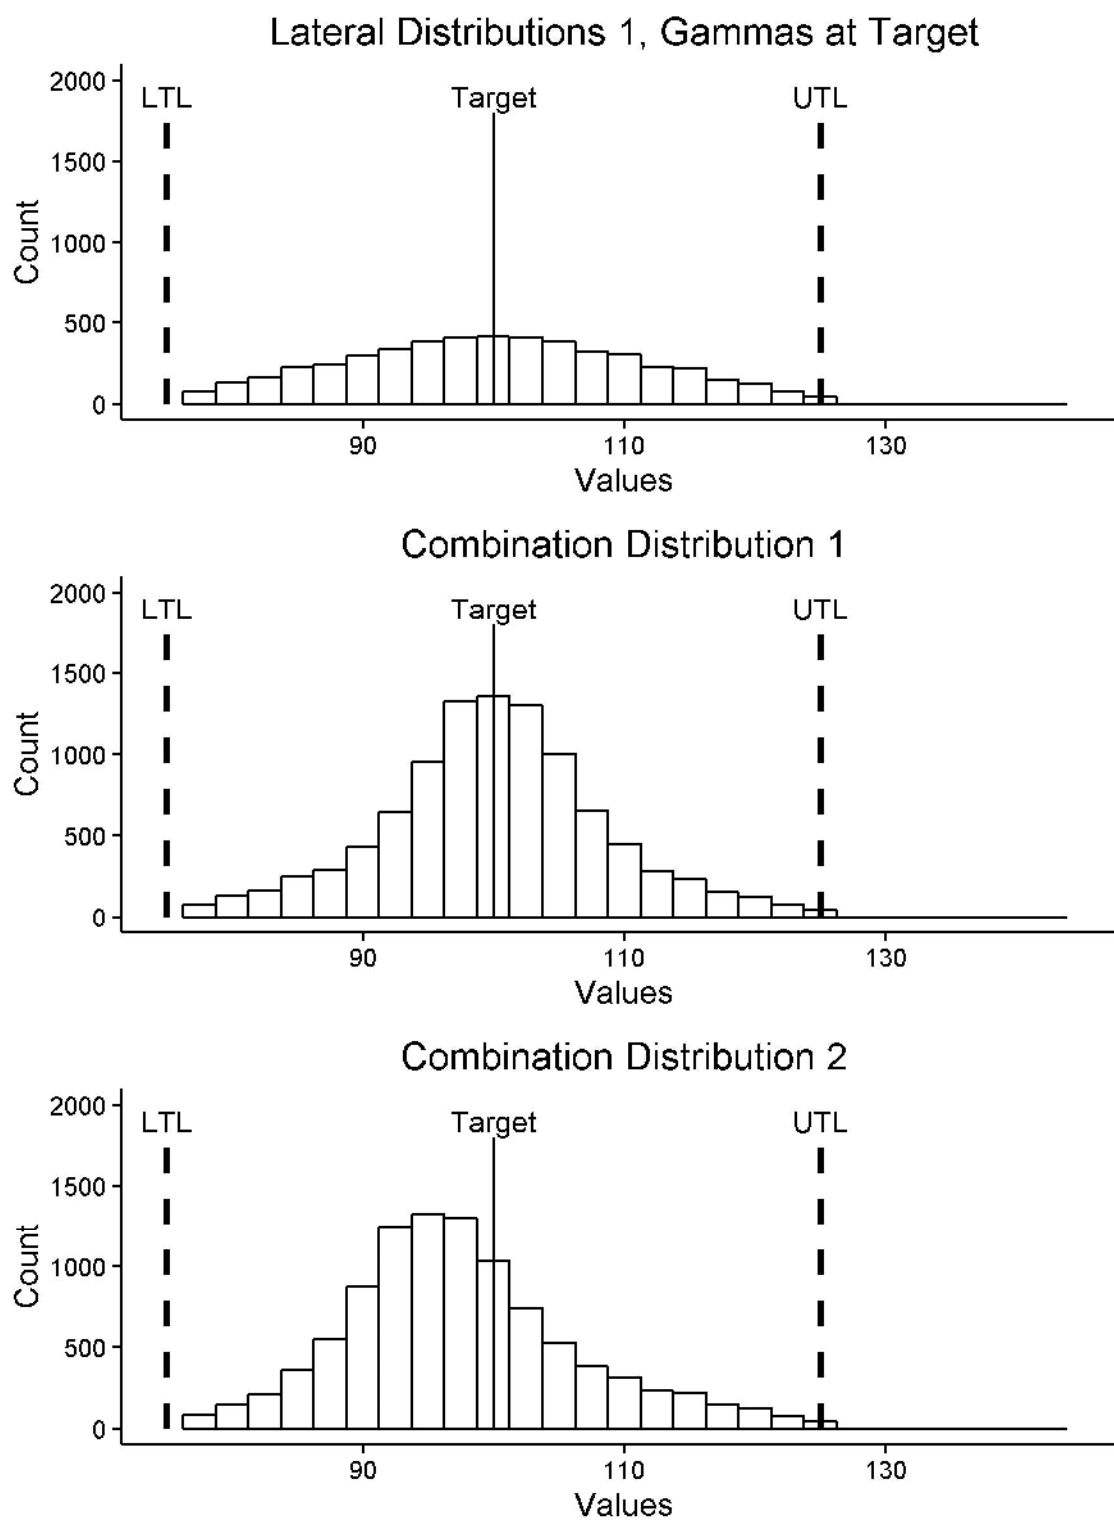 Lateral Distributions 1, Gammas at Target
2000
LTL Target UTL
1500
Count
1000
500
0
90 110 130
Values
Combination Distribution 1
2000
LTL Target UTL
1500
Count
1000
500
0
90 110 130
Values
Combination Distribution 2
2000
LTL Target UTL
1500
Count
1000
500
0
90 110 130
Values